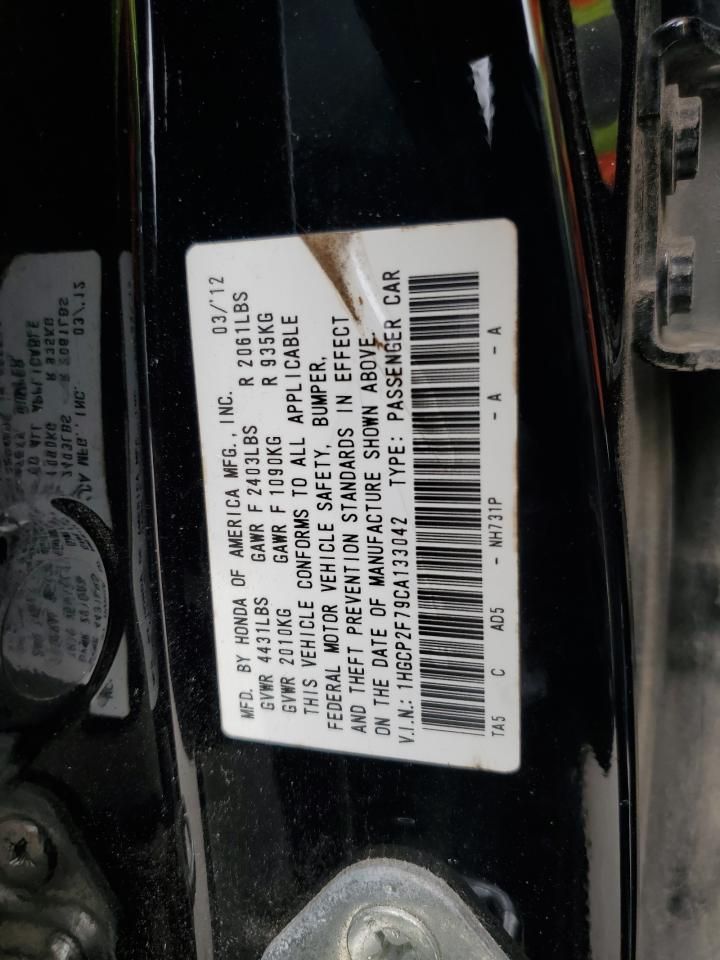 MFD. BY HONDA OF AMERICA MFG., INC. 03/'12
GVWR 4431LBS GAWR F 2403LBS R 2061LBS
GVWR 2010KG GAWR F 1090KG R 935KG
THIS VEHICLE CONFORMS TO ALL APPLICABLE
FEDERAL MOTOR VEHICLE SAFETY, BUMPER,
AND THEFT PREVENTION STANDARDS IN EFFECT
ON THE DATE OF MANUFACTURE SHOWN ABOVE.
V.I.N.: 1HGCP2F79CA133042 TYPE: PASSENGER CAR
TA5 C AD5 - NH731P - A - A